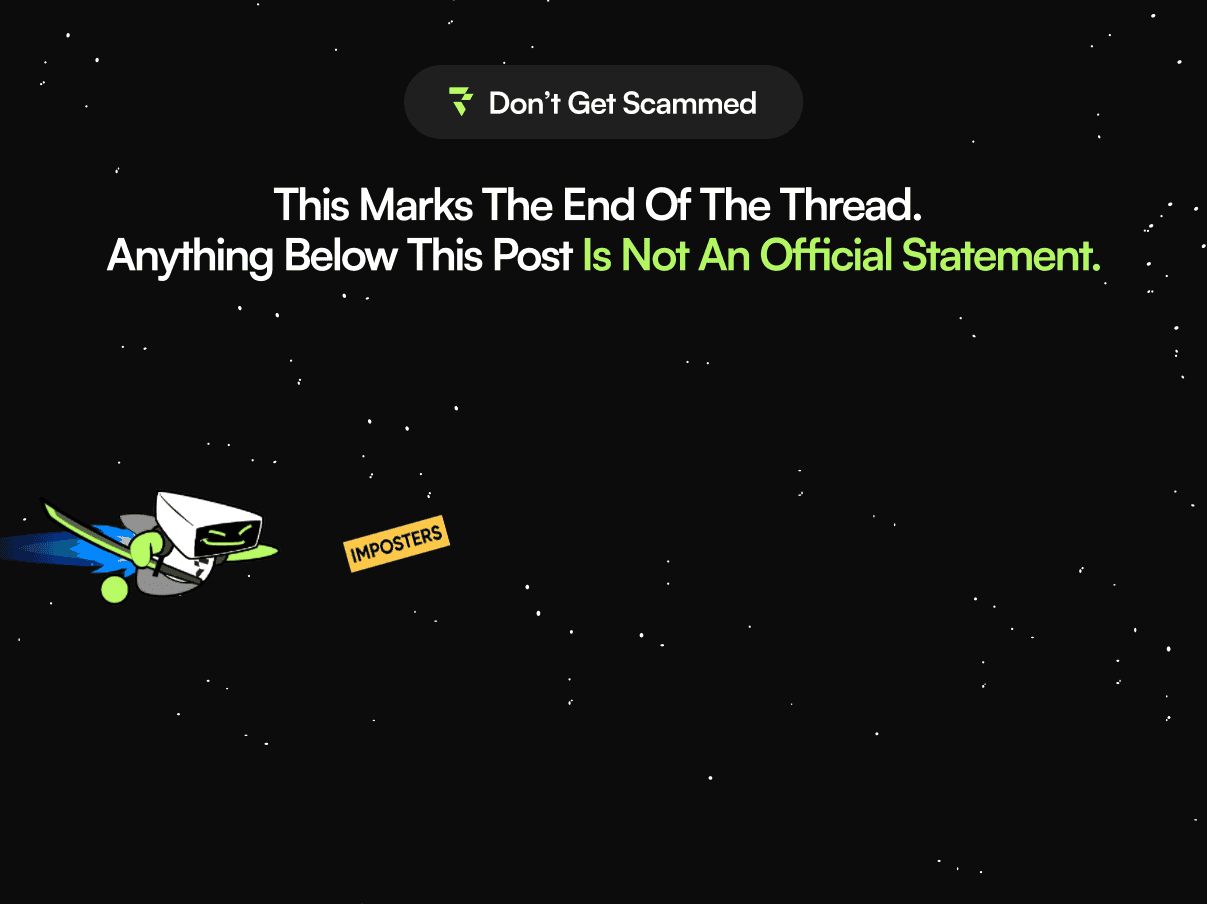 Don’t Get Scammed
This Marks The End Of The Thread.
Anything Below This Post Is Not An Official Statement.
IMPOSTERS